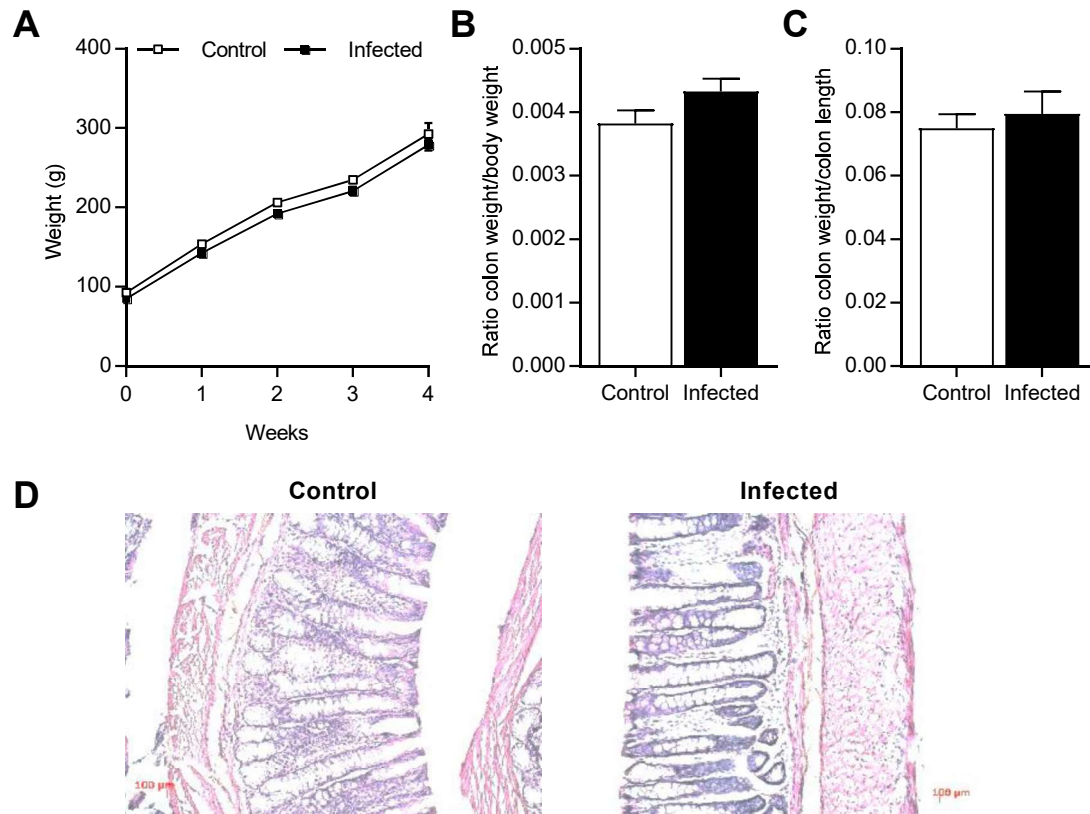 A
Control Infected
Weight (g)
400
300
200
100
0
0 1 2 3 4
Weeks
B
Ratio colon weight/body weight
0.005
0.004
0.003
0.002
0.001
0.000
Control Infected
C
Ratio colon weight/colon length
0.10
0.08
0.06
0.04
0.02
0.00
Control Infected
D
Control
Infected
100 µm
100 µm